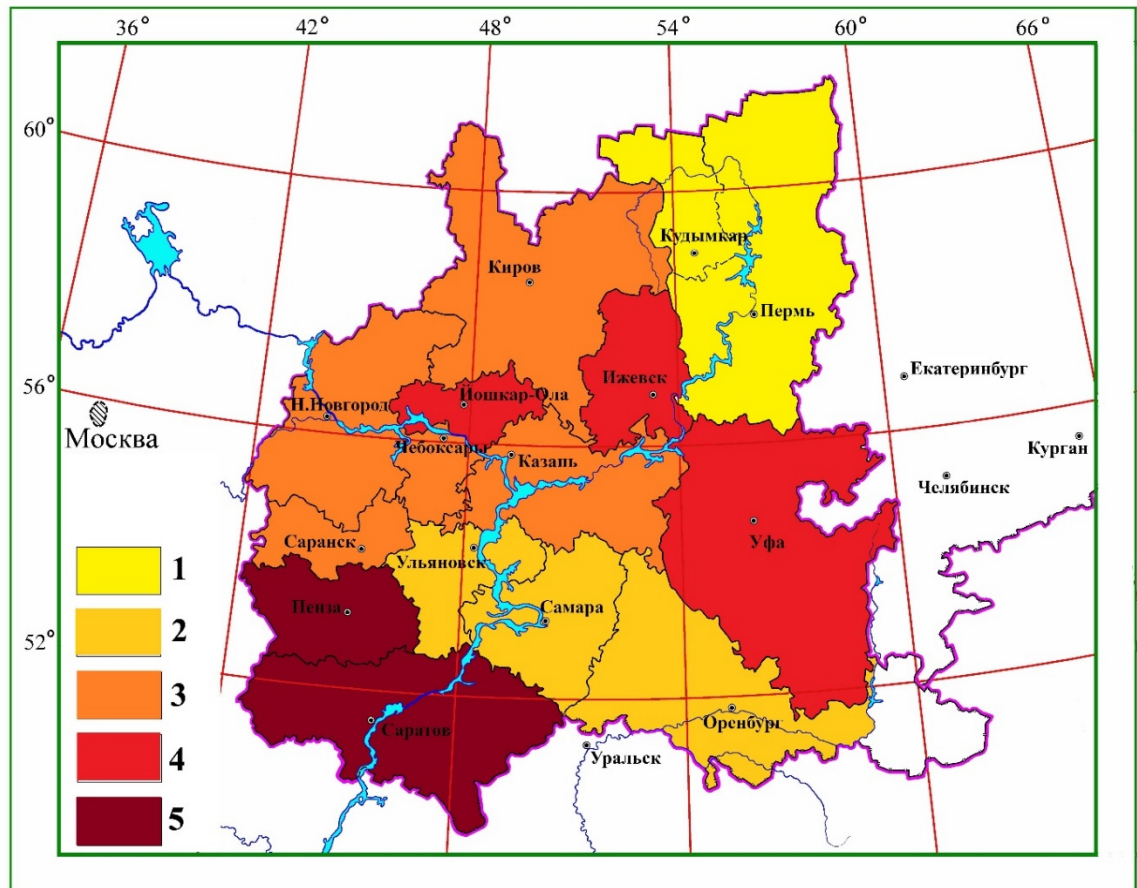 36° 42° 48° 54° 60° 66°
60°
Кудымкар
Киров
Пермь
Екатеринбург
56°
Ижевск
Йошкар-Ола
Н.Новгород
Москва
Чебоксары
Курган
Казань
Челябинск
Уфа
Саранск
Ульяновск
1
Пенза
Самара
2
52°
3
Оренбург
Саратов
Уральск
4
5